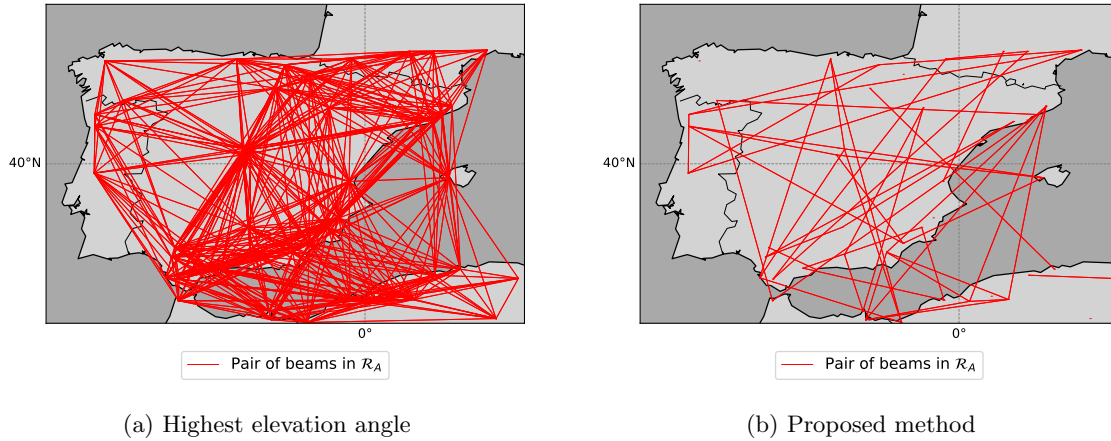 40°N
0°
Pair of beams in 𝓡_A
(a) Highest elevation angle
40°N
0°
Pair of beams in 𝓡_A
(b) Proposed method